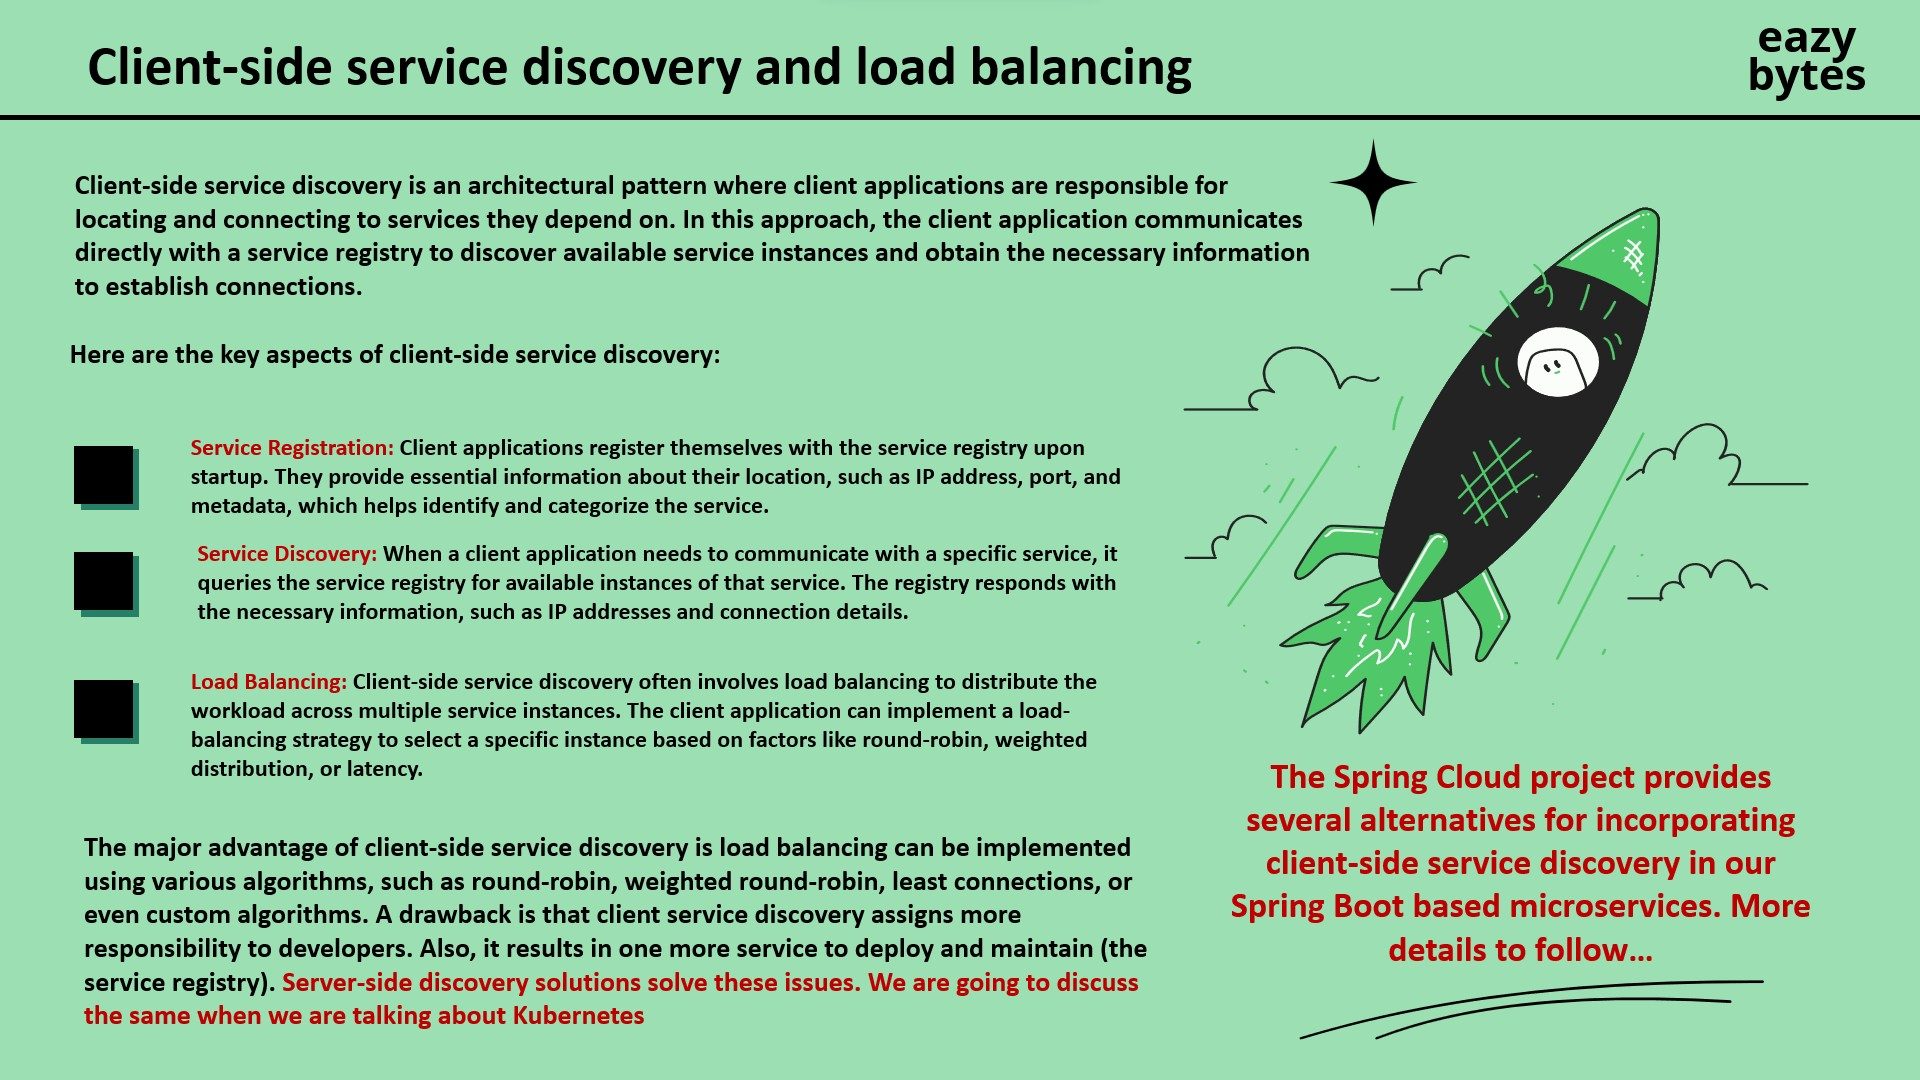 Client-side service discovery and load balancing
eazy
bytes
Client-side service discovery is an architectural pattern where client applications are responsible for
locating and connecting to services they depend on. In this approach, the client application communicates
directly with a service registry to discover available service instances and obtain the necessary information
to establish connections.
Here are the key aspects of client-side service discovery:
Service Registration: Client applications register themselves with the service registry upon
startup. They provide essential information about their location, such as IP address, port, and
metadata, which helps identify and categorize the service.
Service Discovery: When a client application needs to communicate with a specific service, it
queries the service registry for available instances of that service. The registry responds with
the necessary information, such as IP addresses and connection details.
Load Balancing: Client-side service discovery often involves load balancing to distribute the
workload across multiple service instances. The client application can implement a load-
balancing strategy to select a specific instance based on factors like round-robin, weighted
distribution, or latency.
The major advantage of client-side service discovery is load balancing can be implemented
using various algorithms, such as round-robin, weighted round-robin, least connections, or
even custom algorithms. A drawback is that client service discovery assigns more
responsibility to developers. Also, it results in one more service to deploy and maintain (the
service registry). Server-side discovery solutions solve these issues. We are going to discuss
the same when we are talking about Kubernetes
The Spring Cloud project provides
several alternatives for incorporating
client-side service discovery in our
Spring Boot based microservices. More
details to follow...